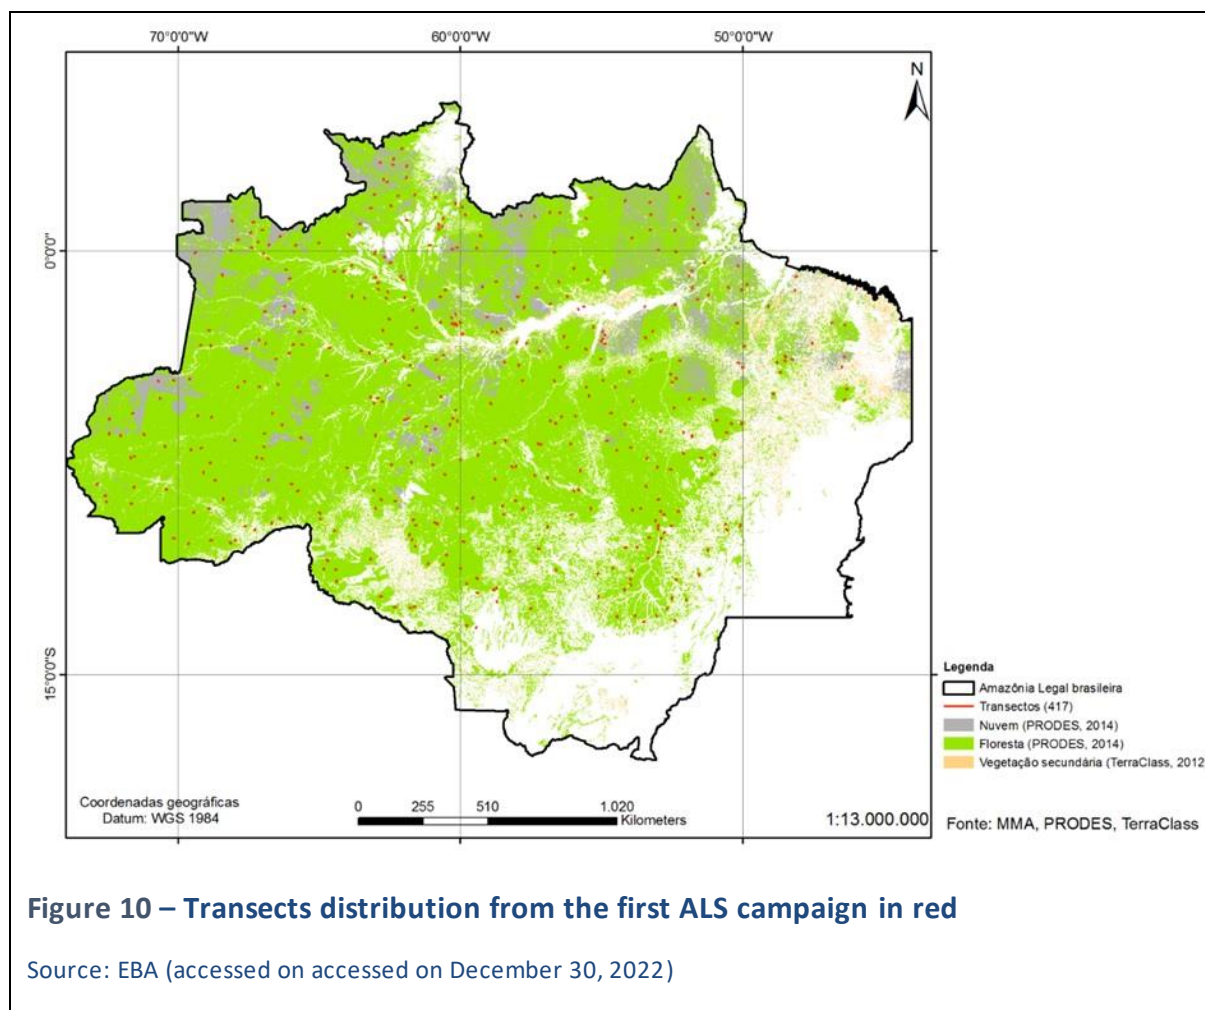 70°0'0"W 60°0'0"W 50°0'0"W
N
0°0'0"
15°0'0"S
Legenda
Amazônia Legal brasileira
Transectos (417)
Nuvem (PRODES, 2014)
Floresta (PRODES, 2014)
Vegetação secundária (TerraClass, 2012
Coordenadas geográficas
Datum: WGS 1984
0 255 510 1.020
Kilometers
1:13.000.000
Fonte: MMA, PRODES, TerraClass
Figure 10 – Transects distribution from the first ALS campaign in red
Source: EBA (accessed on accessed on December 30, 2022)